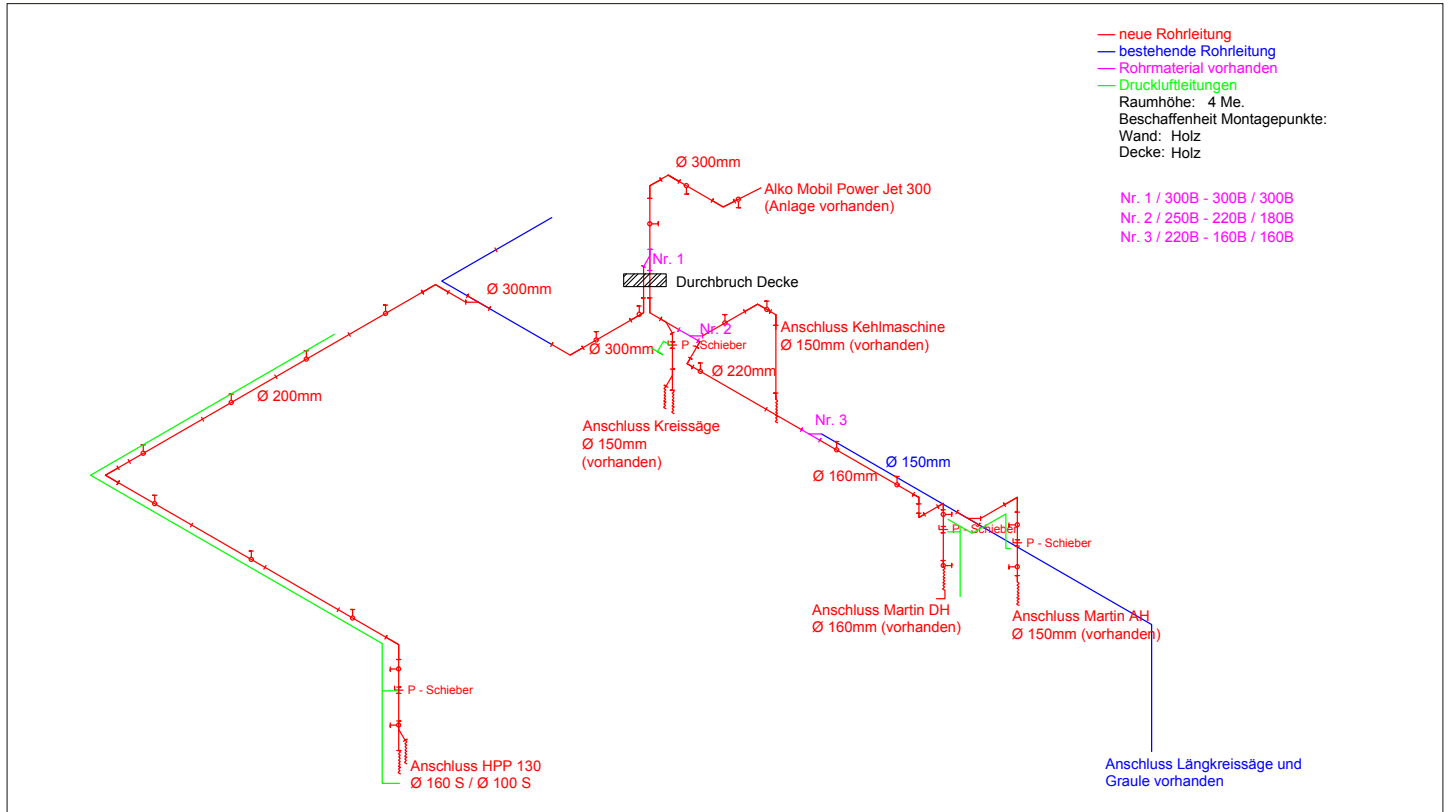 neue Rohrleitung
bestehende Rohrleitung
Rohrmaterial vorhanden
Druckluftleitungen
Raumhöhe: 4 Me.
Beschaffenheit Montagepunkte:
Wand: Holz
Decke: Holz
Nr. 1 / 300B - 300B / 300B
Nr. 2 / 250B - 220B / 180B
Nr. 3 / 220B - 160B / 160B
Ø 300mm
Alko Mobil Power Jet 300
(Anlage vorhanden)
Nr. 1
Durchbruch Decke
Ø 300mm
Nr. 2
Anschluss Kehlmaschine
Ø 150mm (vorhanden)
Ø 300mm
P - Schieber
Ø 220mm
Ø 200mm
Nr. 3
Anschluss Kreissäge
Ø 150mm
(vorhanden)
Ø 150mm
Ø 160mm
P - Schieber
P - Schieber
Anschluss Martin DH
Ø 160mm (vorhanden)
Anschluss Martin AH
Ø 150mm (vorhanden)
P - Schieber
Anschluss HPP 130
Ø 160 S / Ø 100 S
Anschluss Längkreissäge und
Graule vorhanden